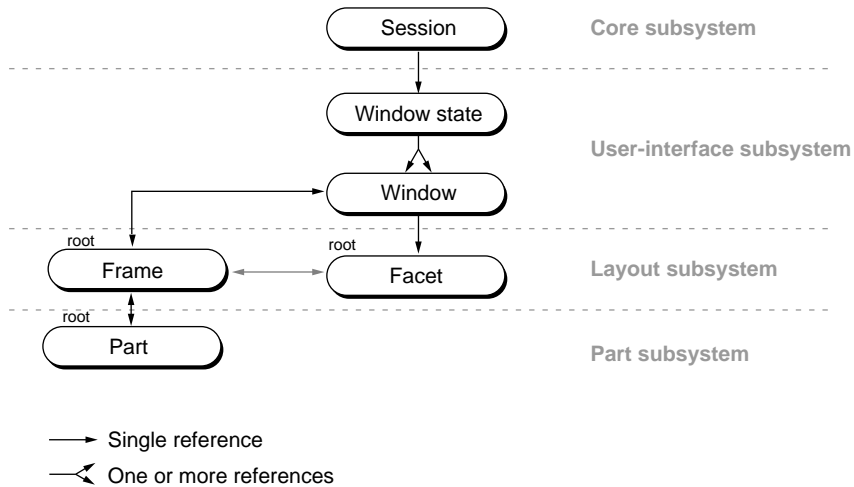 Session
Core subsystem
Window state
User-interface subsystem
Window
root
root
Frame
Facet
Layout subsystem
root
Part
Part subsystem
Single reference
One or more references